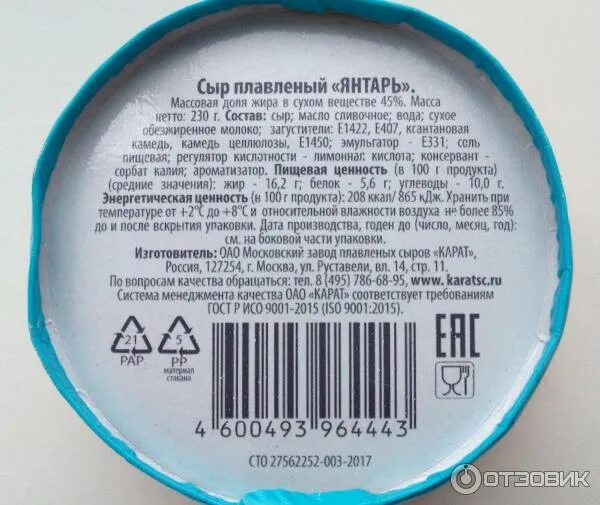 Сыр плавленый «ЯНТАРЬ».
Массовая доля жира в сухом веществе 45%. Масса
нетто: 230 г. Состав: сыр; масло сливочное; вода; сухое
обезжиренное молоко; загустители: Е1422, Е407, ксантановая
камедь, камедь целлюлозы, Е1450; эмульгатор - Е331; соль
пищевая; регулятор кислотности - лимонная кислота; консервант -
сорбат калия; ароматизатор. Пищевая ценность (в 100 г продукта)
(средние значения): жир - 16,2 г; белок - 5,6 г; углеводы - 10,0 г.
Энергетическая ценность (в 100 г продукта): 208 ккал/ 865 кДж. Хранить при
температуре от +2°С до +8°С и относительной влажности воздуха не более 85%
до и после вскрытия упаковки. Дата производства, годен до (число, месяц, год):
см. на боковой части упаковки.
Изготовитель: ОАО Московский завод плавленых сыров «КАРАТ»,
Россия, 127254, г. Москва, ул. Руставели, вл. 14, стр. 11.
По вопросам качества обращаться: тел. 8 (495) 786-68-95, www.karatsc.ru
Система менеджмента качества ОАО «КАРАТ» соответствует требованиям
ГОСТ Р ИСО 9001-2015 (ISO 9001:2015).
21
PAP
5
PP
материал
стакана
EAC
4 600493 964443
СТО 27562252-003-2017
ОТЗОВИК